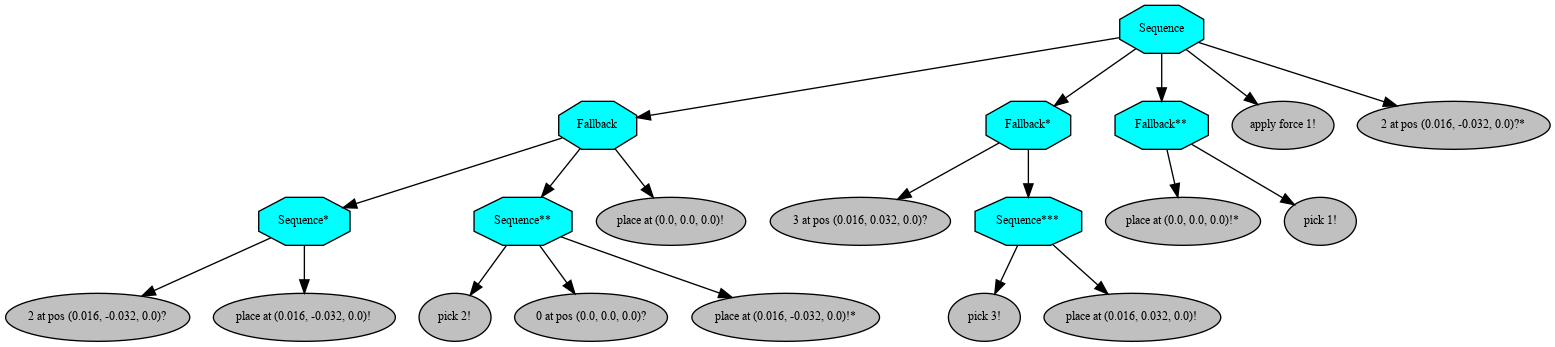 Sequence
Fallback
Fallback*
Fallback**
apply force 1!
2 at pos (0.016, -0.032, 0.0)?*
Sequence*
Sequence**
place at (0.0, 0.0, 0.0)!
3 at pos (0.016, 0.032, 0.0)?
Sequence***
place at (0.0, 0.0, 0.0)!*
pick 1!
2 at pos (0.016, -0.032, 0.0)?
place at (0.016, -0.032, 0.0)!
pick 2!
0 at pos (0.0, 0.0, 0.0)?
place at (0.016, -0.032, 0.0)!*
pick 3!
place at (0.016, 0.032, 0.0)!